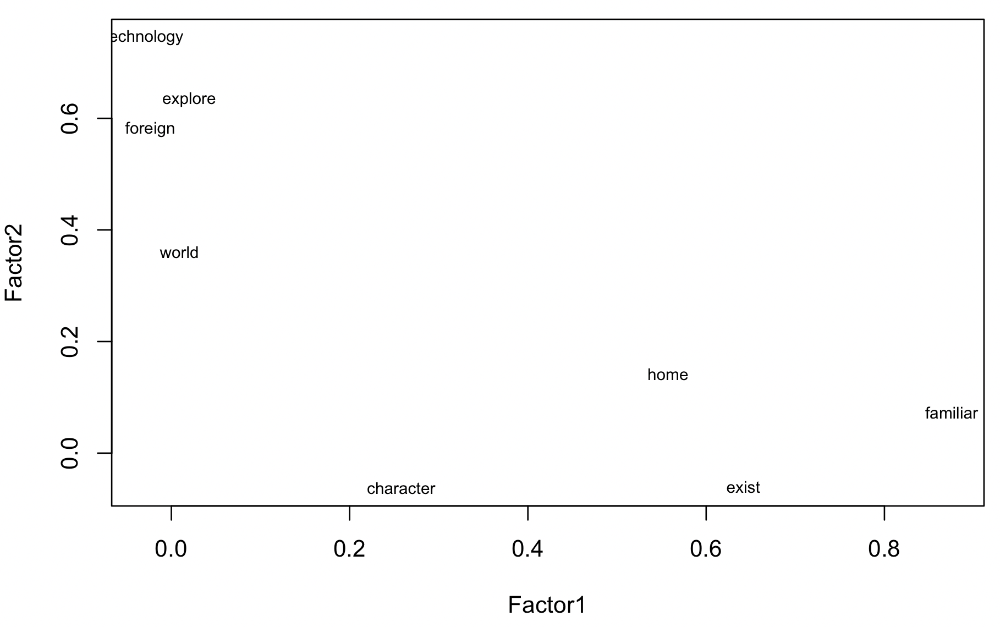 echnology
explore
foreign
world
home
familiar
character
exist
0.6
0.4
0.2
0.0
Factor2
0.0 0.2 0.4 0.6 0.8
Factor1